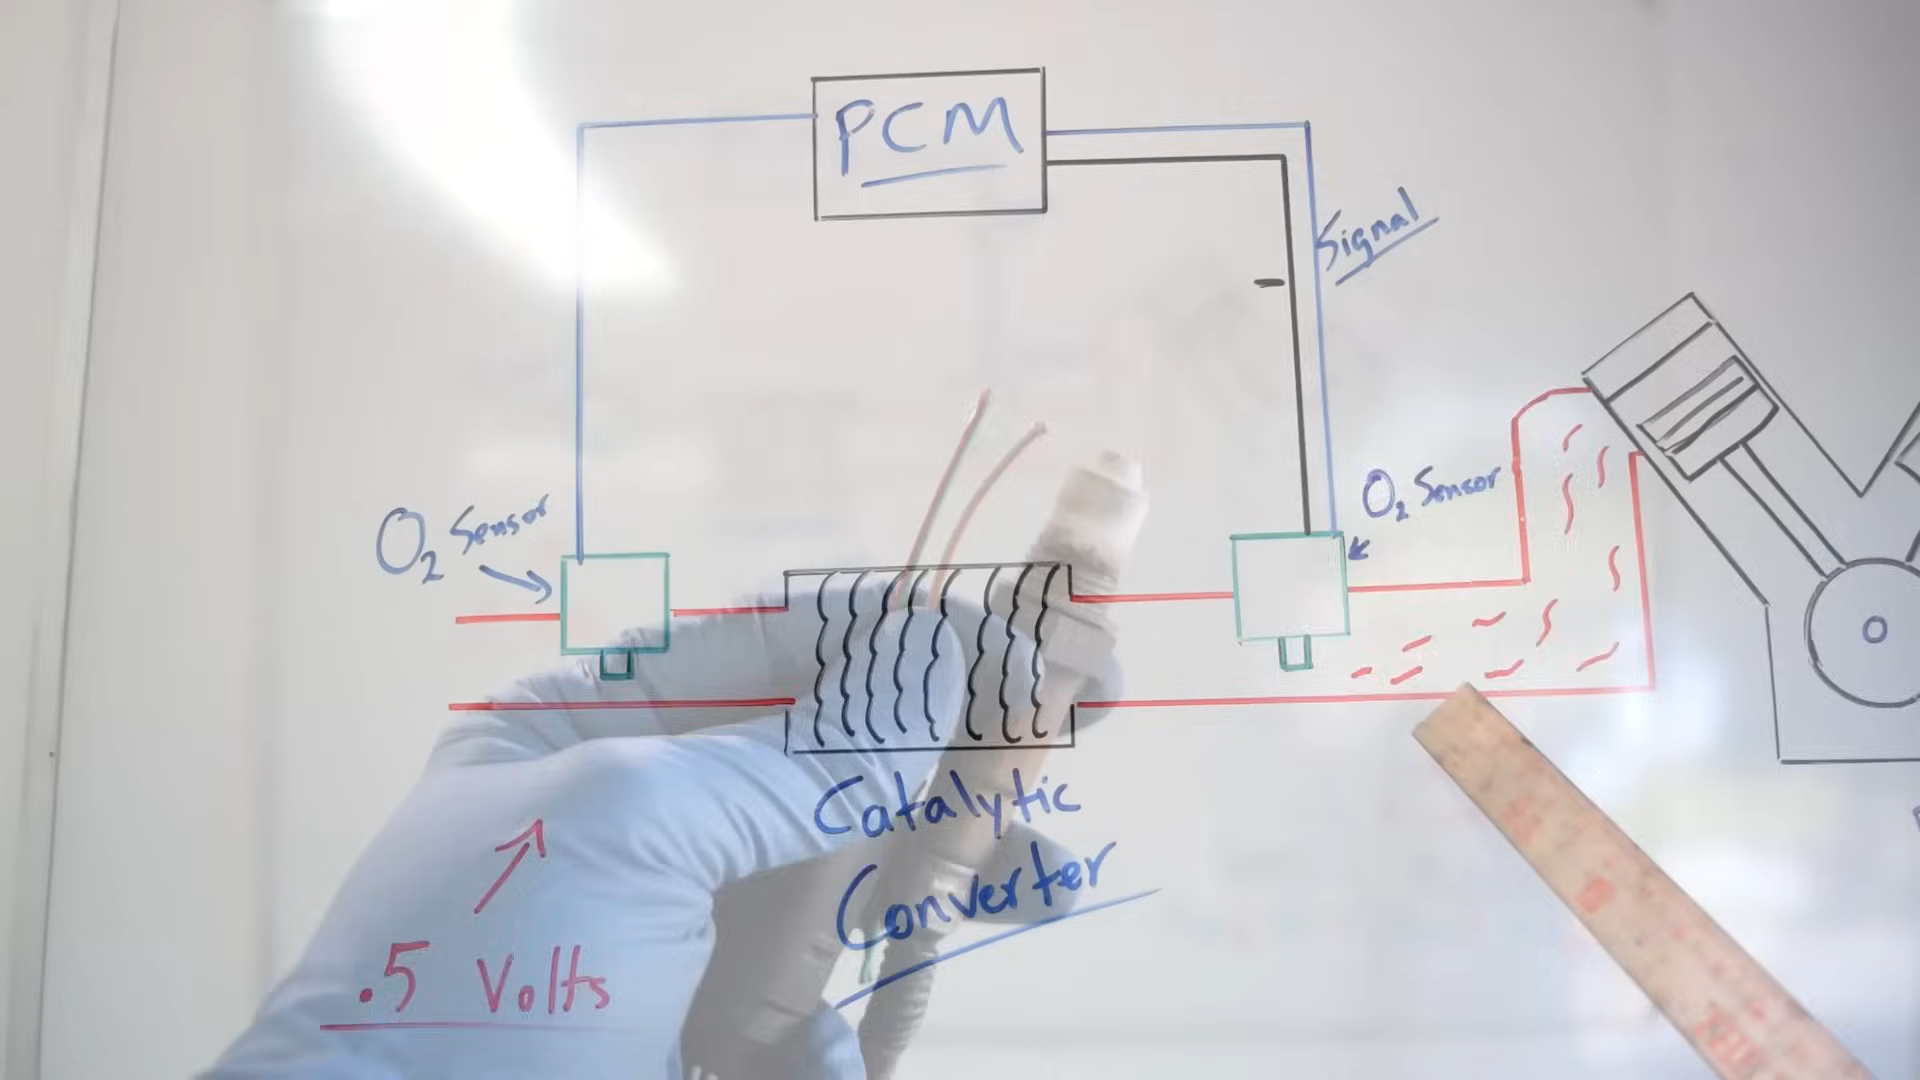 PCM
Signal
O₂ Sensor
O₂ Sensor
Catalytic
Converter
.5 Volts